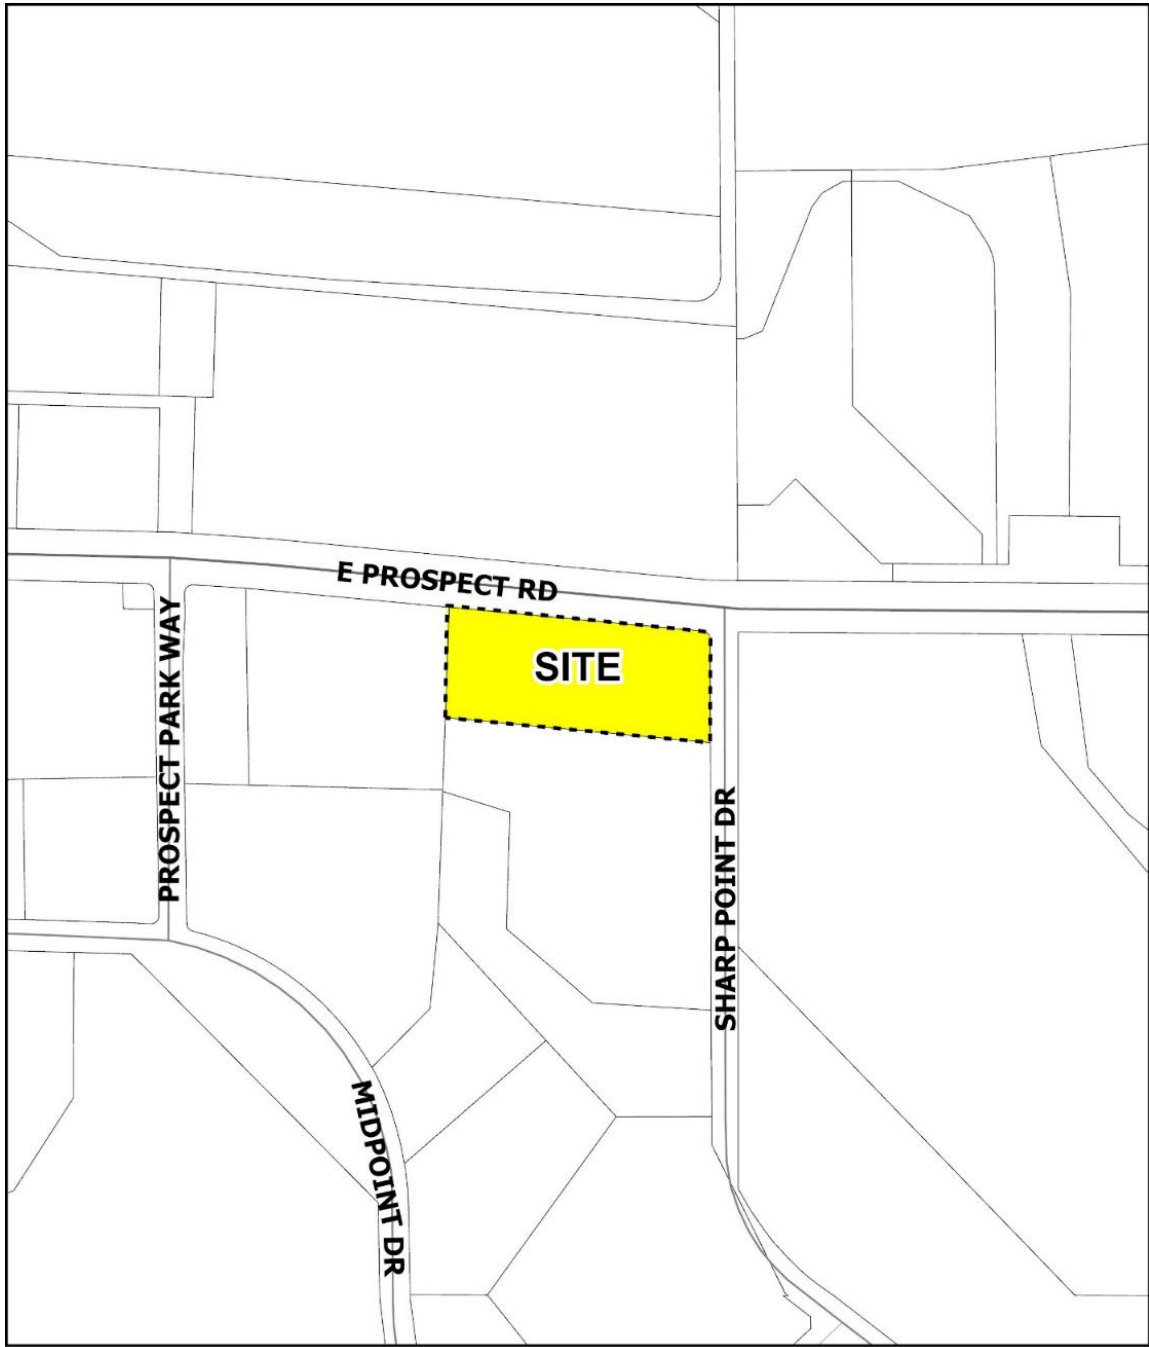 E PROSPECT RD
SITE
PROSPECT PARK WAY
SHARP POINT DR
MIDPOINT DR